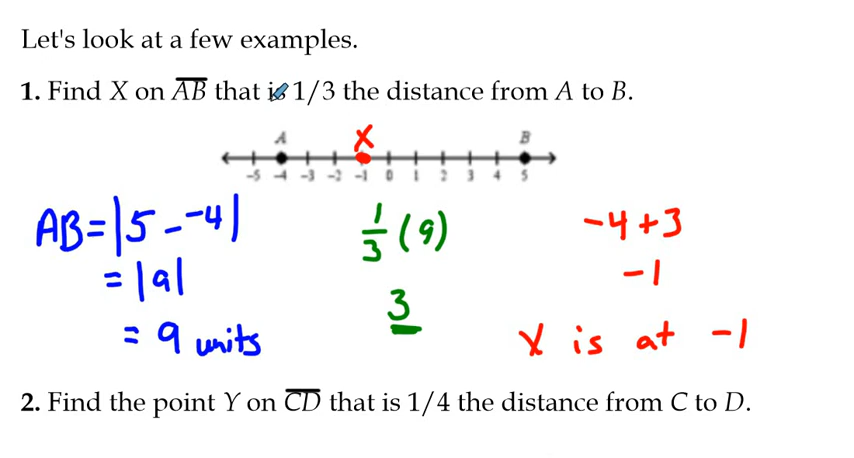 Let's look at a few examples.
1. Find X on AB that is 1/3 the distance from A to B.
A X B
-5 -4 -3 -2 -1 0 1 2 3 4 5
AB = |5 - -4| 1/3 (9) -4 + 3
= |9| 3 -1
= 9 units X is at -1
2. Find the point Y on CD that is 1/4 the distance from C to D.